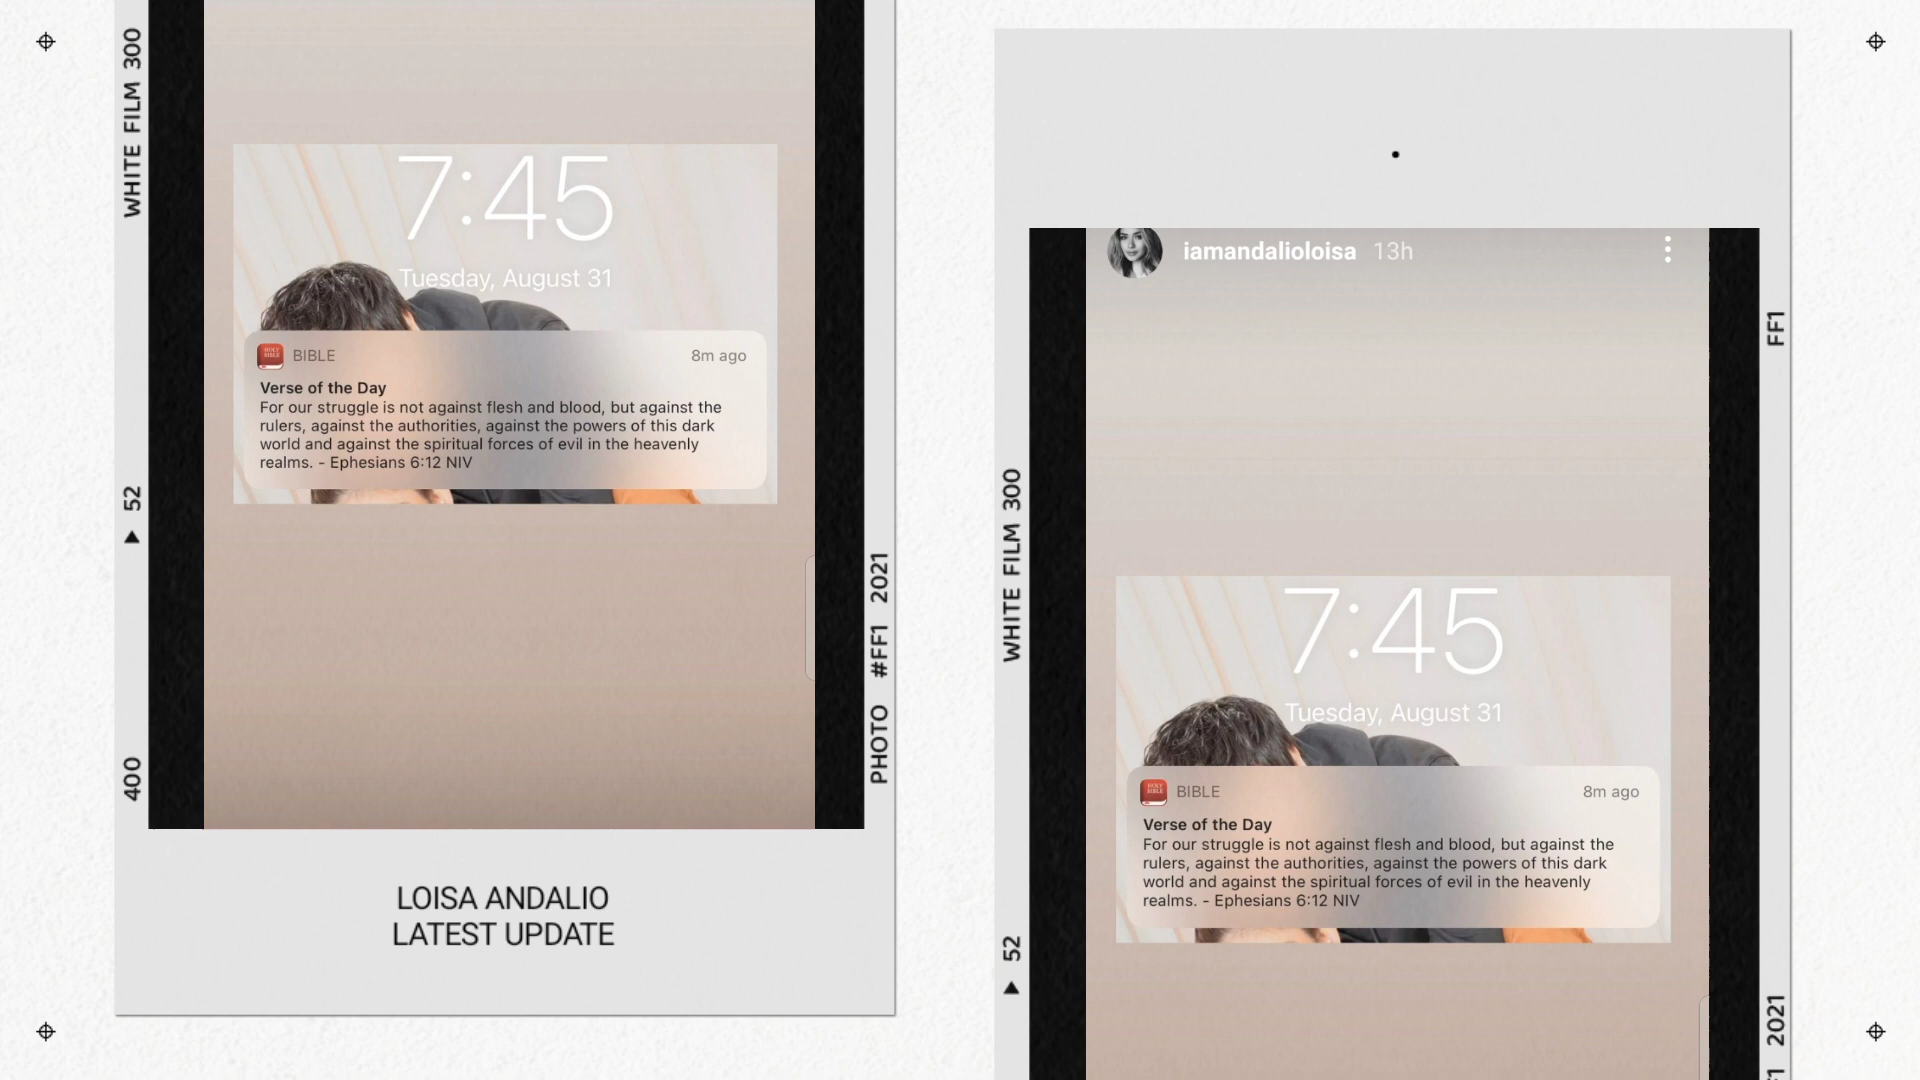 WHITE FILM 300
52
400
7:45
Tuesday, August 31
HOLY BIBLE
BIBLE 8m ago
Verse of the Day
For our struggle is not against flesh and blood, but against the
rulers, against the authorities, against the powers of this dark
world and against the spiritual forces of evil in the heavenly
realms. - Ephesians 6:12 NIV
PHOTO #FF1 2021
LOISA ANDALIO
LATEST UPDATE
iamandalioloisa 13h
WHITE FILM 300
52
7:45
Tuesday, August 31
HOLY BIBLE
BIBLE 8m ago
Verse of the Day
For our struggle is not against flesh and blood, but against the
rulers, against the authorities, against the powers of this dark
world and against the spiritual forces of evil in the heavenly
realms. - Ephesians 6:12 NIV
FF1
2021